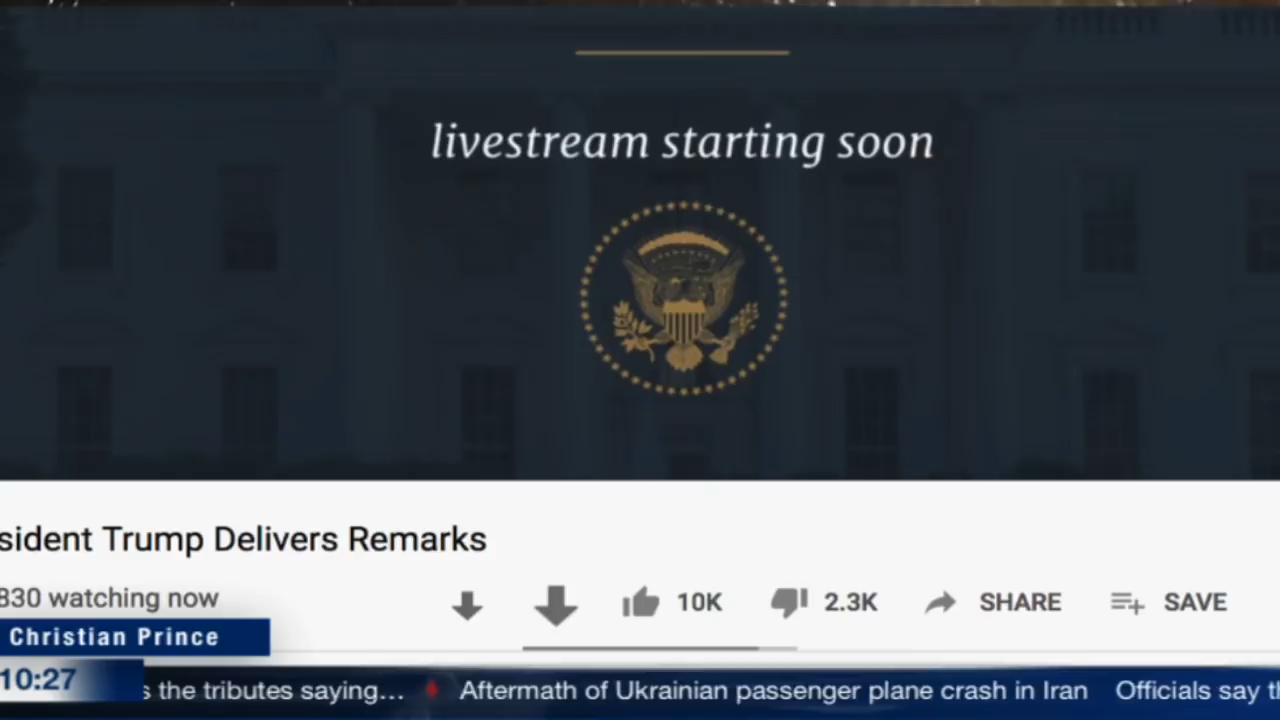 livestream starting soon
sident Trump Delivers Remarks
830 watching now
10K
2.3K
SHARE
SAVE
Christian Prince
10:27
s the tributes saying... Aftermath of Ukrainian passenger plane crash in Iran Officials say th